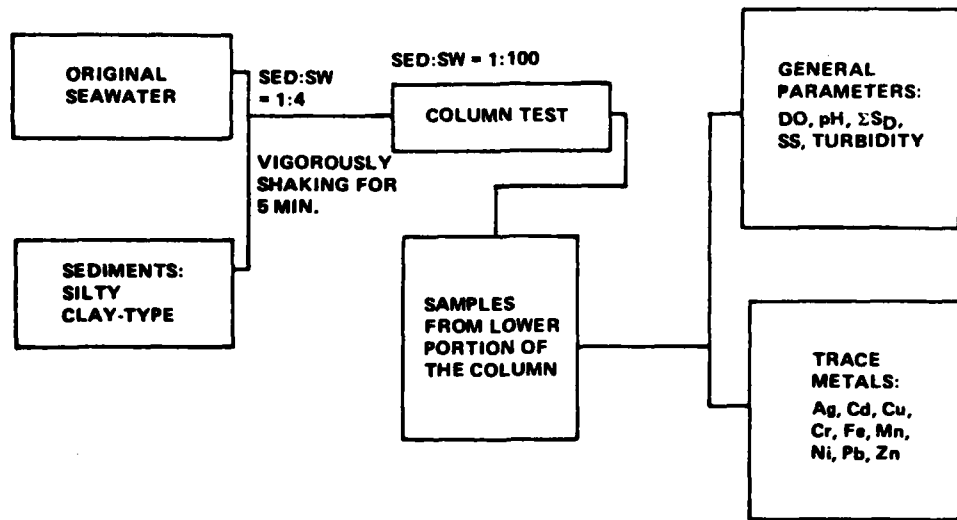 ORIGINAL
SEAWATER
SED:SW
= 1:4
VIGOROUSLY
SHAKING FOR
5 MIN.
SEDIMENTS:
SILTY
CLAY-TYPE
SED:SW = 1:100
COLUMN TEST
SAMPLES
FROM LOWER
PORTION OF
THE COLUMN
GENERAL
PARAMETERS:
DO, pH, ΣSD,
SS, TURBIDITY
TRACE
METALS:
Ag, Cd, Cu,
Cr, Fe, Mn,
Ni, Pb, Zn